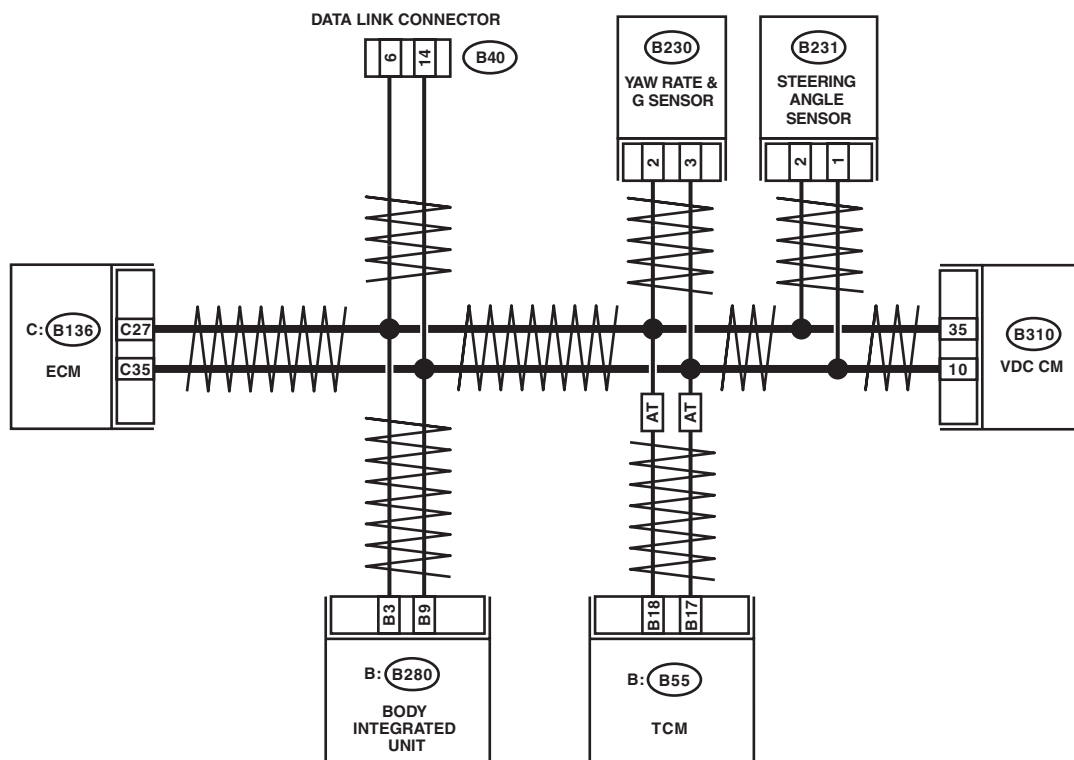 DATA LINK CONNECTOR
6
14
B40
B230
YAW RATE &
G SENSOR
2
3
B231
STEERING
ANGLE
SENSOR
2
1
C: B136
ECM
C27
C35
35
10
B310
VDC CM
AT
AT
B3
B9
B: B280
BODY
INTEGRATED
UNIT
B18
B17
B: B55
TCM